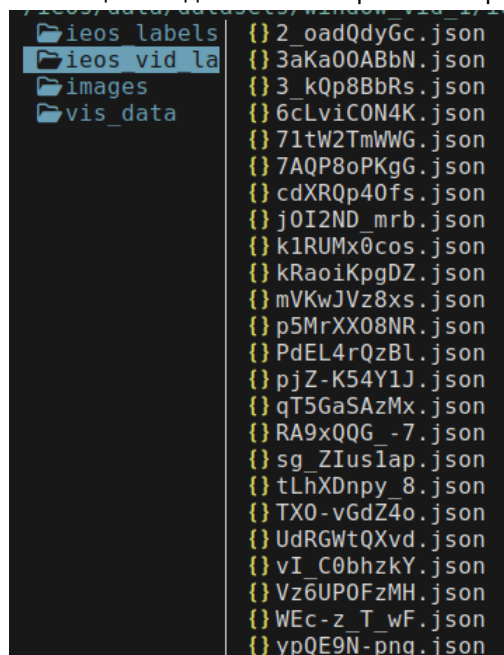 ieos_labels
ieos_vid_la
images
vis_data
{} 2_oadQdyGc.json
{} 3aKaOOABbN.json
{} 3_kQp8BbRs.json
{} 6cLviCON4K.json
{} 71tW2TmWWG.json
{} 7AQP8oPKgG.json
{} cdXRQp4Ofs.json
{} jOI2ND_mrb.json
{} k1RUMx0cos.json
{} kRaoiKpgDZ.json
{} mVKwJVz8xs.json
{} p5MrXXO8NR.json
{} PdEL4rQzBl.json
{} pjZ-K54Y1J.json
{} qT5GaSAzMx.json
{} RA9xQQG_-7.json
{} sg_ZIus1ap.json
{} tLhXDnpy_8.json
{} TXO-vGdZ4o.json
{} UdRGWtQXvd.json
{} vI_C0bhzkY.json
{} Vz6UPOFzMH.json
{} WEc-z_T_wF.json
{} ypQE9N-png.json